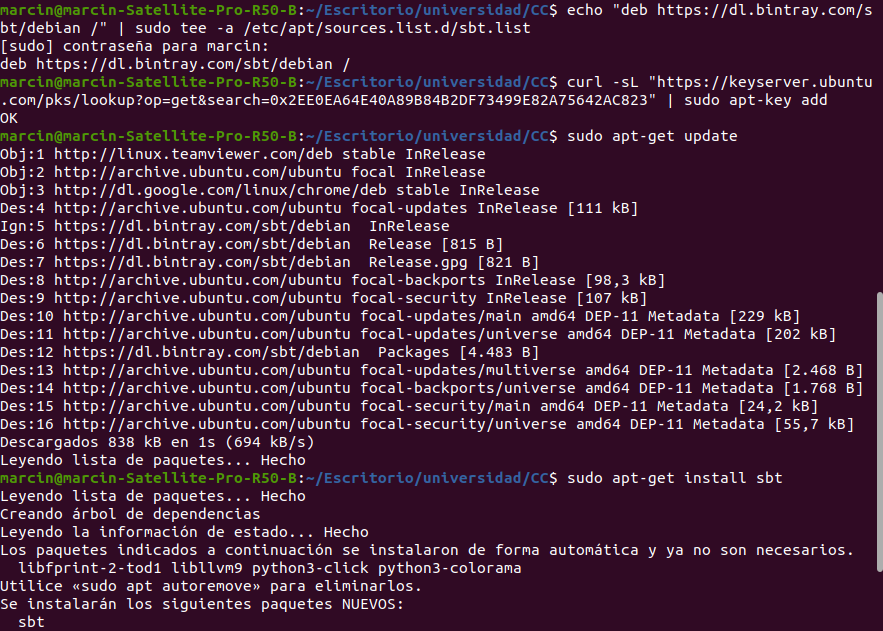 marcin@marcin-Satellite-Pro-R50-B:~/Escritorio/universidad/CC$ echo "deb https://dl.bintray.com/s
bt/debian /" | sudo tee -a /etc/apt/sources.list.d/sbt.list
[sudo] contraseña para marcin:
deb https://dl.bintray.com/sbt/debian /
marcin@marcin-Satellite-Pro-R50-B:~/Escritorio/universidad/CC$ curl -sL "https://keyserver.ubuntu
.com/pks/lookup?op=get&search=0x2EE0EA64E40A89B84B2DF73499E82A75642AC823" | sudo apt-key add
OK
marcin@marcin-Satellite-Pro-R50-B:~/Escritorio/universidad/CC$ sudo apt-get update
Obj:1 http://linux.teamviewer.com/deb stable InRelease
Obj:2 http://archive.ubuntu.com/ubuntu focal InRelease
Obj:3 http://dl.google.com/linux/chrome/deb stable InRelease
Des:4 http://archive.ubuntu.com/ubuntu focal-updates InRelease [111 kB]
Ign:5 https://dl.bintray.com/sbt/debian  InRelease
Des:6 https://dl.bintray.com/sbt/debian  Release [815 B]
Des:7 https://dl.bintray.com/sbt/debian  Release.gpg [821 B]
Des:8 http://archive.ubuntu.com/ubuntu focal-backports InRelease [98,3 kB]
Des:9 http://archive.ubuntu.com/ubuntu focal-security InRelease [107 kB]
Des:10 http://archive.ubuntu.com/ubuntu focal-updates/main amd64 DEP-11 Metadata [229 kB]
Des:11 http://archive.ubuntu.com/ubuntu focal-updates/universe amd64 DEP-11 Metadata [202 kB]
Des:12 https://dl.bintray.com/sbt/debian  Packages [4.483 B]
Des:13 http://archive.ubuntu.com/ubuntu focal-updates/multiverse amd64 DEP-11 Metadata [2.468 B]
Des:14 http://archive.ubuntu.com/ubuntu focal-backports/universe amd64 DEP-11 Metadata [1.768 B]
Des:15 http://archive.ubuntu.com/ubuntu focal-security/main amd64 DEP-11 Metadata [24,2 kB]
Des:16 http://archive.ubuntu.com/ubuntu focal-security/universe amd64 DEP-11 Metadata [55,7 kB]
Descargados 838 kB en 1s (694 kB/s)
Leyendo lista de paquetes... Hecho
marcin@marcin-Satellite-Pro-R50-B:~/Escritorio/universidad/CC$ sudo apt-get install sbt
Leyendo lista de paquetes... Hecho
Creando árbol de dependencias
Leyendo la información de estado... Hecho
Los paquetes indicados a continuación se instalaron de forma automática y ya no son necesarios.
  libfprint-2-tod1 libllvm9 python3-click python3-colorama
Utilice «sudo apt autoremove» para eliminarlos.
Se instalarán los siguientes paquetes NUEVOS:
  sbt